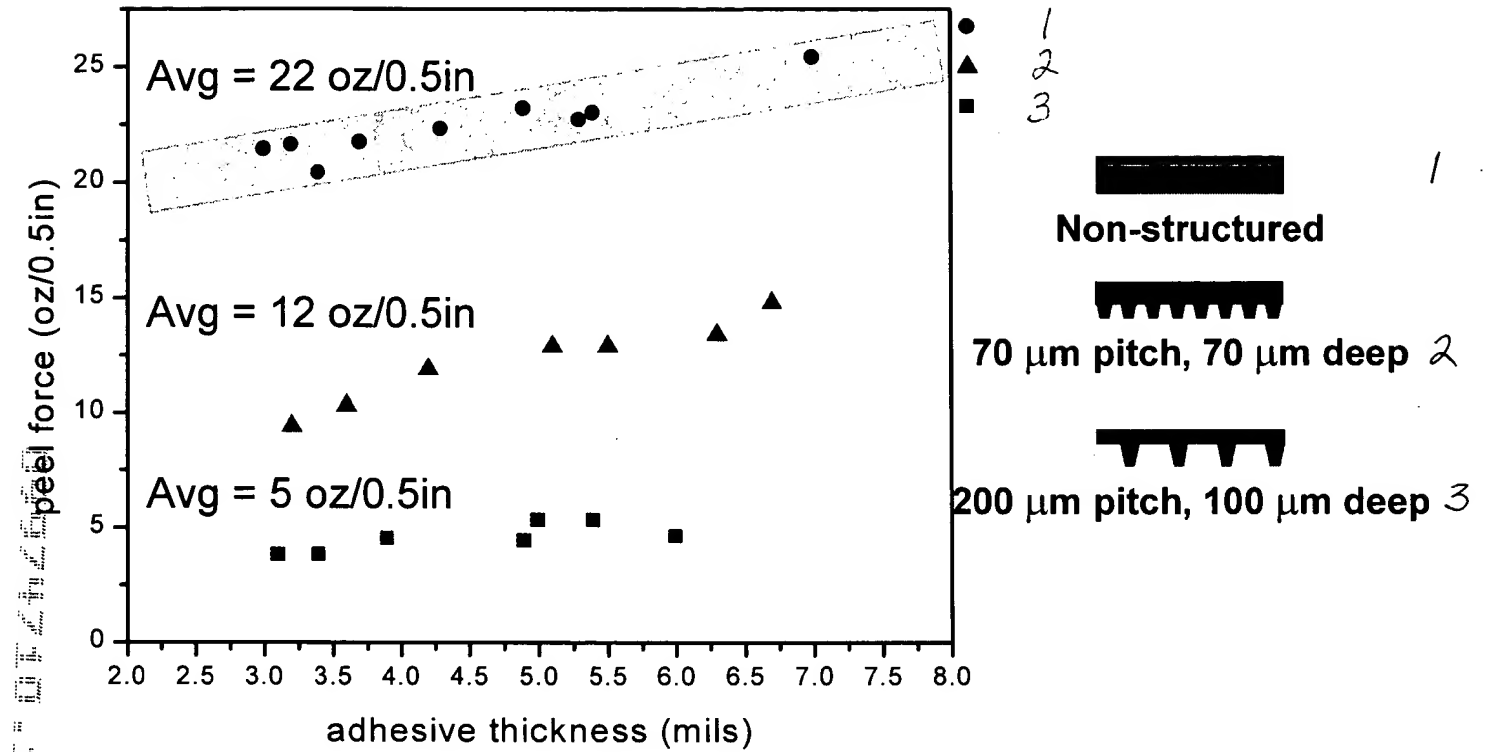 25
20
15
10
5
0
peel force (oz/0.5in)
Avg = 22 oz/0.5in
Avg = 12 oz/0.5in
Avg = 5 oz/0.5in
2.0 2.5 3.0 3.5 4.0 4.5 5.0 5.5 6.0 6.5 7.0 7.5 8.0
adhesive thickness (mils)
1
2
3
1
Non-structured
70 μm pitch, 70 μm deep 2
200 μm pitch, 100 μm deep 3